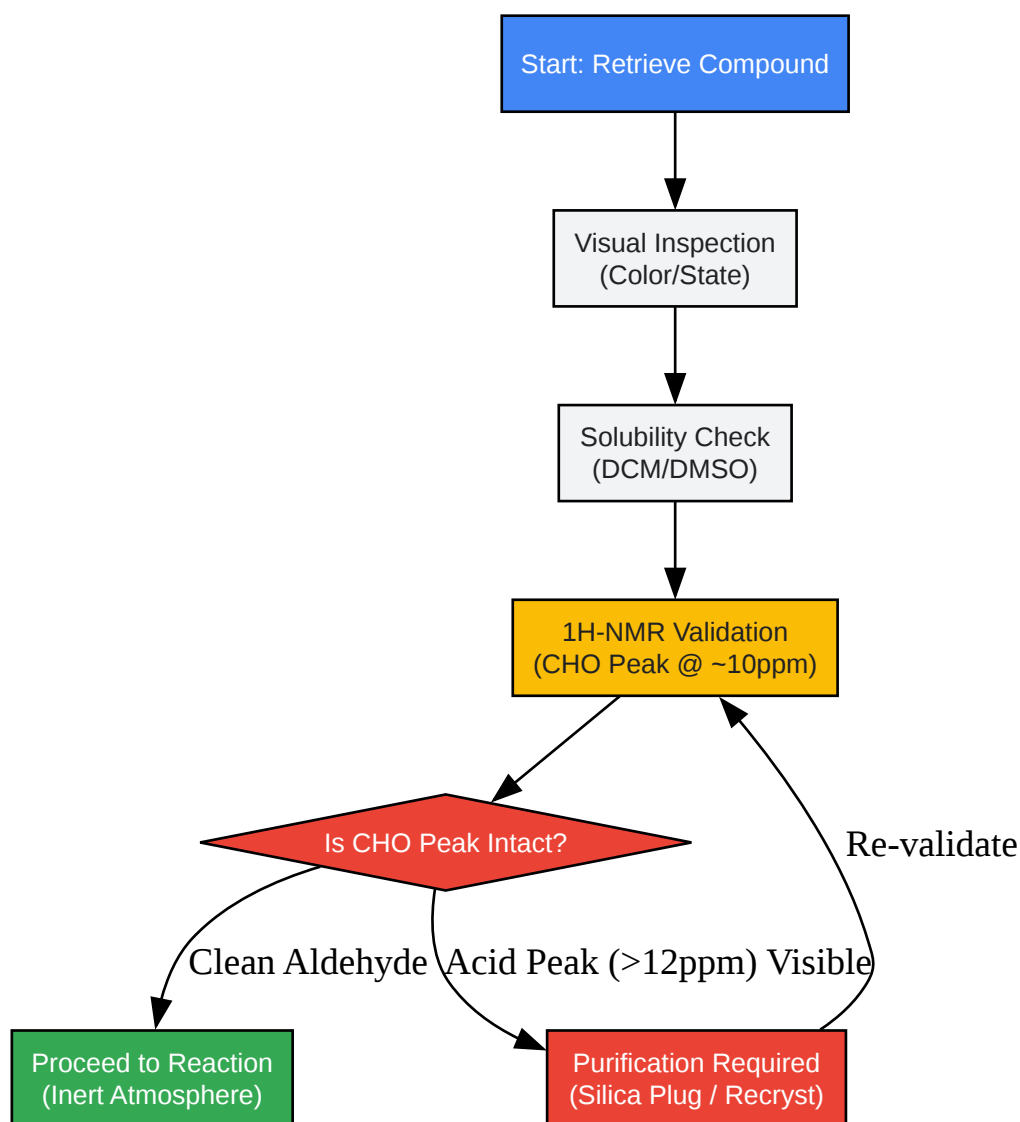 Start: Retrieve Compound
Visual Inspection
(Color/State)
Solubility Check
(DCM/DMSO)
1H-NMR Validation
(CHO Peak @ ~10ppm)
Is CHO Peak Intact?
Re-validate
Clean Aldehyde
Acid Peak (>12ppm) Visible
Proceed to Reaction
(Inert Atmosphere)
Purification Required
(Silica Plug / Recryst)